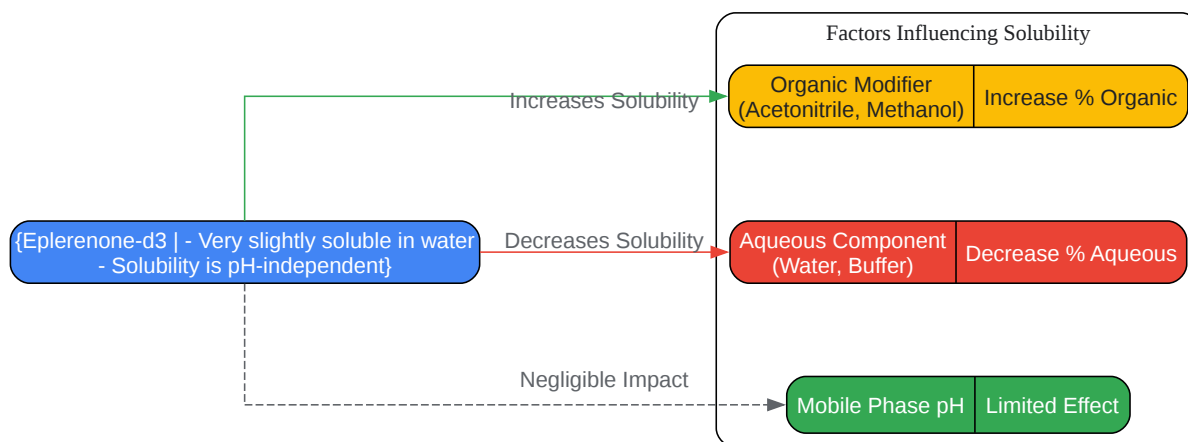 Factors Influencing Solubility
Increases Solubility
Organic Modifier
(Acetonitrile, Methanol)
Increase % Organic
{Eplerenone-d3 | - Very slightly soluble in water
- Solubility is pH-independent}
Decreases Solubility
Aqueous Component
(Water, Buffer)
Decrease % Aqueous
Negligible Impact
Mobile Phase pH
Limited Effect